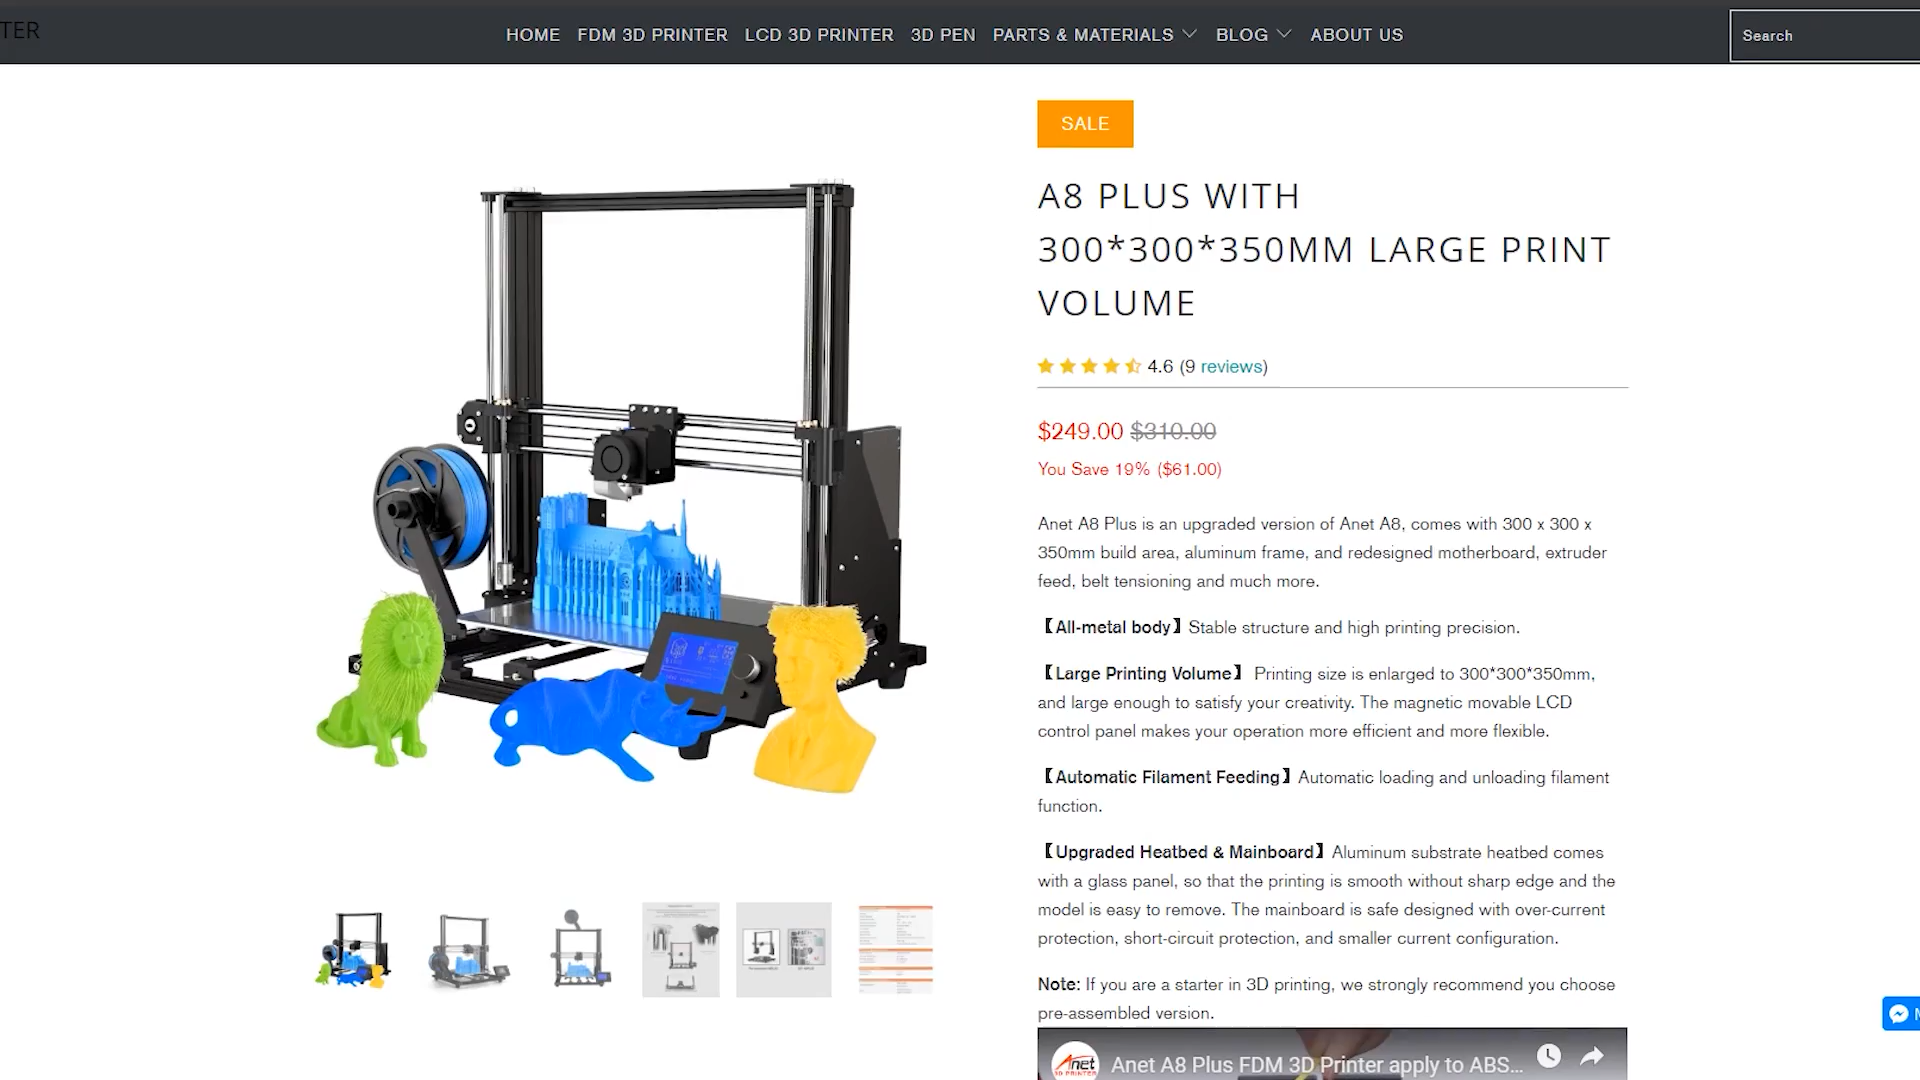 TER
HOME FDM 3D PRINTER LCD 3D PRINTER 3D PEN PARTS & MATERIALS BLOG ABOUT US
Search
SALE
A8 PLUS WITH
300*300*350MM LARGE PRINT
VOLUME
4.6 (9 reviews)
$249.00 $310.00
You Save 19% ($61.00)
Anet A8 Plus is an upgraded version of Anet A8, comes with 300 x 300 x
350mm build area, aluminum frame, and redesigned motherboard, extruder
feed, belt tensioning and much more.
【All-metal body】Stable structure and high printing precision.
【Large Printing Volume】 Printing size is enlarged to 300*300*350mm,
and large enough to satisfy your creativity. The magnetic movable LCD
control panel makes your operation more efficient and more flexible.
【Automatic Filament Feeding】Automatic loading and unloading filament
function.
【Upgraded Heatbed & Mainboard】Aluminum substrate heatbed comes
with a glass panel, so that the printing is smooth without sharp edge and the
model is easy to remove. The mainboard is safe designed with over-current
protection, short-circuit protection, and smaller current configuration.
Note: If you are a starter in 3D printing, we strongly recommend you choose
pre-assembled version.
Anet
3D PRINTER
Anet A8 Plus FDM 3D Printer apply to ABS...